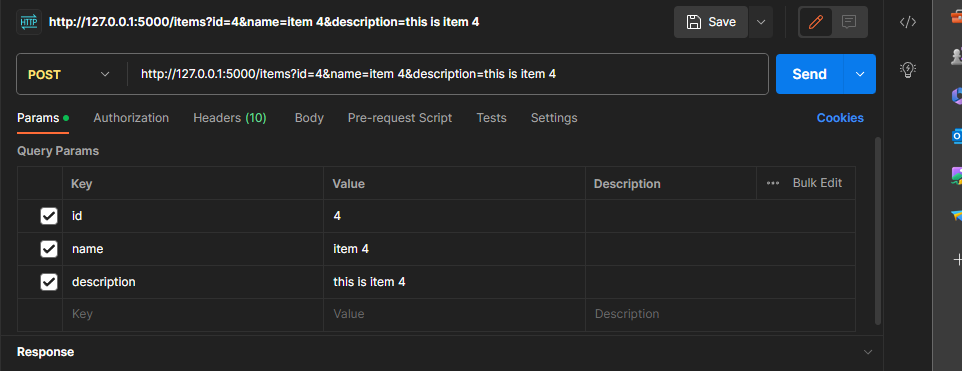 HTTP http://127.0.0.1:5000/items?id=4&name=item 4&description=this is item 4 Save
POST http://127.0.0.1:5000/items?id=4&name=item 4&description=this is item 4 Send
Params Authorization Headers (10) Body Pre-request Script Tests Settings Cookies
Query Params
Key Value Description ··· Bulk Edit
id 4
name item 4
description this is item 4
Key Value Description
Response